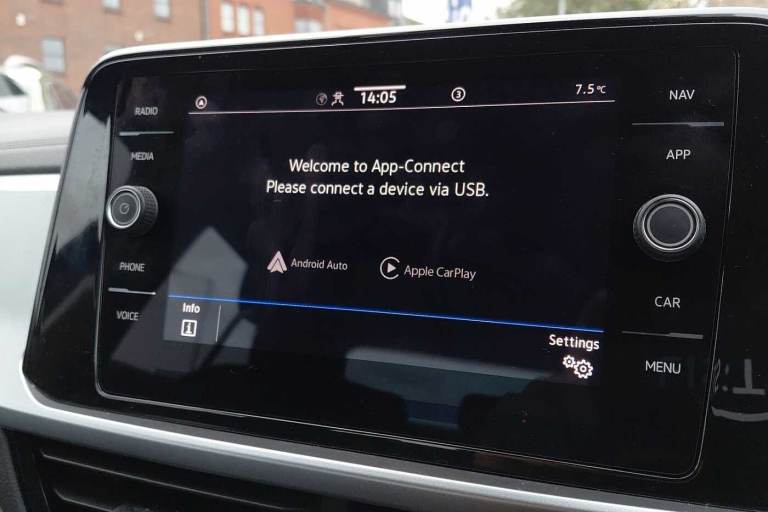 RADIO
MEDIA
PHONE
VOICE
14:05
3
7.5°C
Welcome to App-Connect
Please connect a device via USB.
Android Auto
Apple CarPlay
Info
Settings
NAV
APP
CAR
MENU